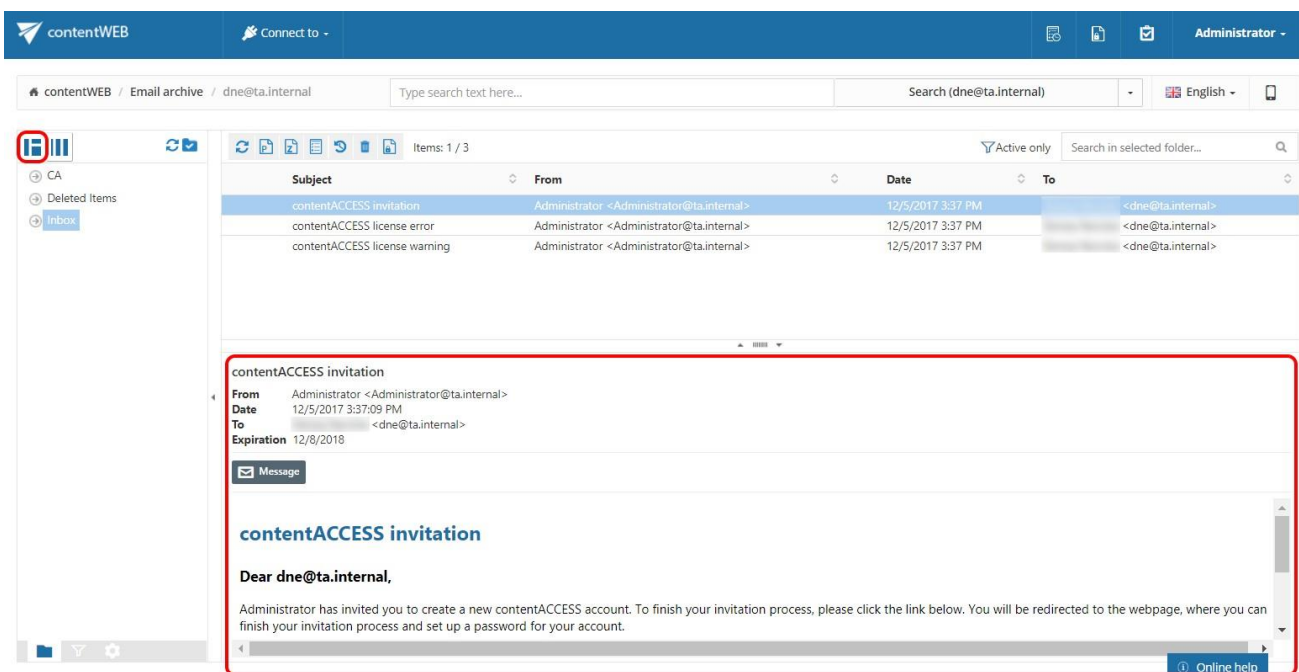 contentWEB Connect to Administrator
contentWEB / Email archive / dne@ta.internal Type search text here... Search (dne@ta.internal) English
Items: 1 / 3 Active only Search in selected folder...
CA
Deleted Items
Inbox
Subject From Date To
contentACCESS invitation Administrator <Administrator@ta.internal> 12/5/2017 3:37 PM <dne@ta.internal>
contentACCESS license error Administrator <Administrator@ta.internal> 12/5/2017 3:37 PM <dne@ta.internal>
contentACCESS license warning Administrator <Administrator@ta.internal> 12/5/2017 3:37 PM <dne@ta.internal>
contentACCESS invitation
From Administrator <Administrator@ta.internal>
Date 12/5/2017 3:37:09 PM
To <dne@ta.internal>
Expiration 12/8/2018
Message
contentACCESS invitation
Dear dne@ta.internal,
Administrator has invited you to create a new contentACCESS account. To finish your invitation process, please click the link below. You will be redirected to the webpage, where you can
finish your invitation process and set up a password for your account.
Online help